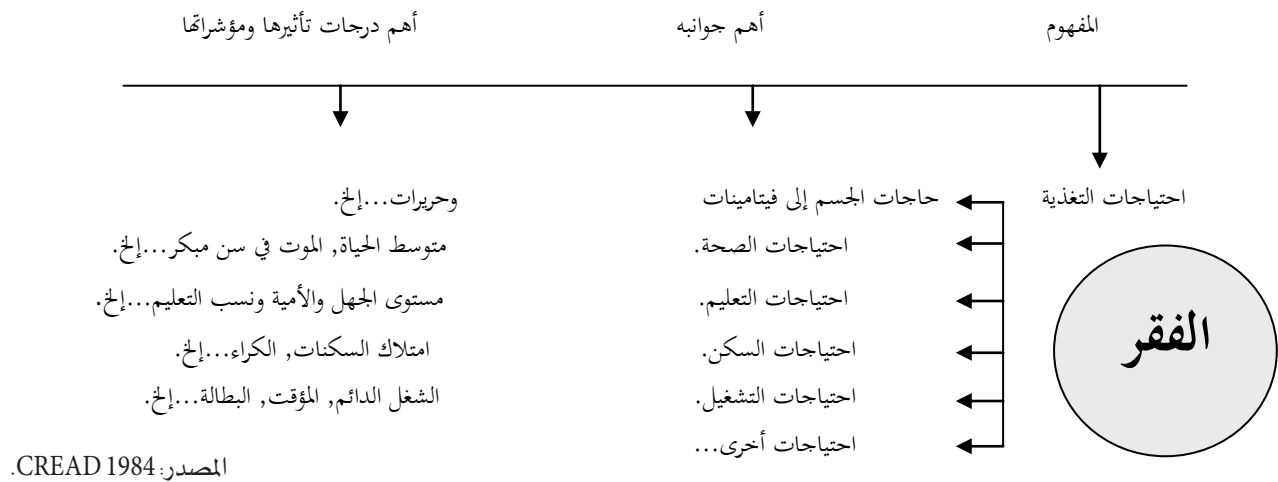 المفهوم أهم جوانبه أهم درجات تأثيرها ومؤشراتها
احتياجات التغذية حاجات الجسم إلى فيتامينات وحريرات...إلخ.
احتياجات الصحة. متوسط الحياة, الموت في سن مبكر...إلخ.
احتياجات التعليم. مستوى الجهل والأمية ونسب التعليم...إلخ.
الفقر
احتياجات السكن. امتلاك السكنات, الكراء...إلخ.
احتياجات التشغيل. الشغل الدائم, المؤقت, البطالة...إلخ.
احتياجات أخرى...
المصدر: CREAD 1984.